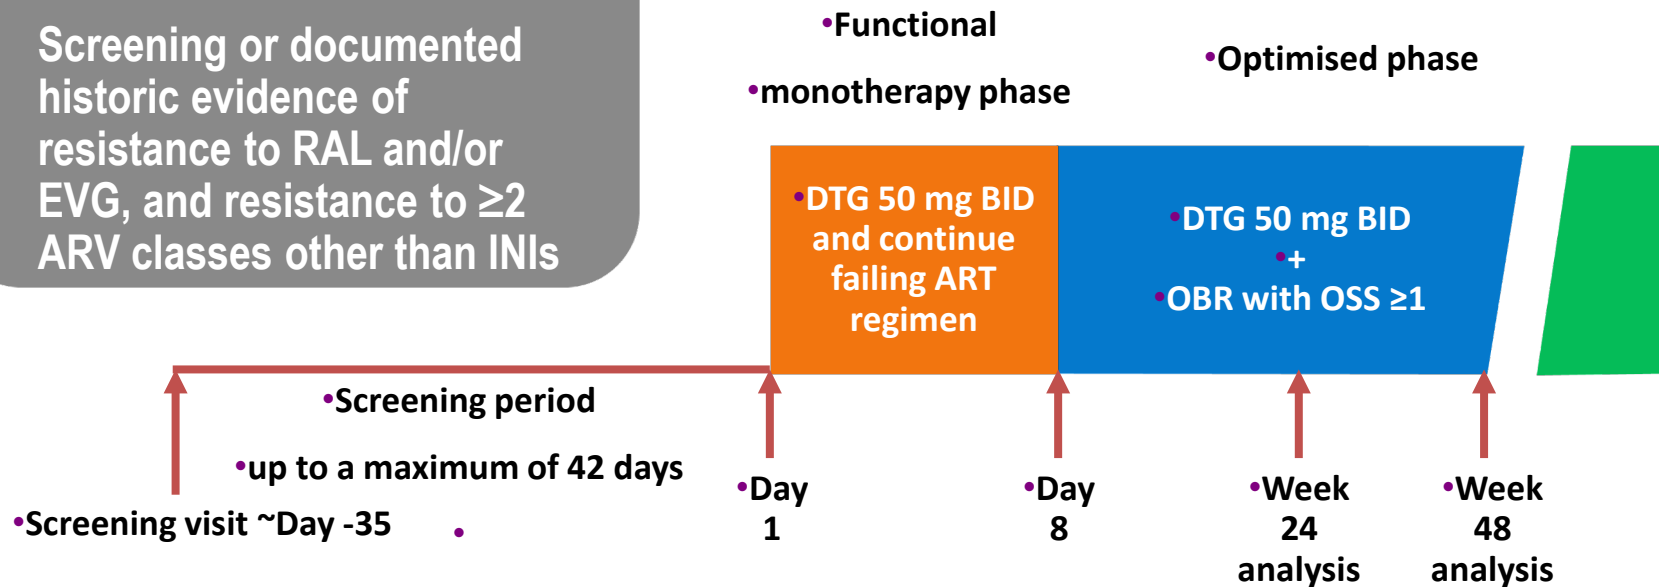 Screening or documented
historic evidence of
resistance to RAL and/or
EVG, and resistance to ≥2
ARV classes other than INIs
•Functional
•monotherapy phase
•Optimised phase
•DTG 50 mg BID
and continue
failing ART
regimen
•DTG 50 mg BID
•+
•OBR with OSS ≥1
•Screening period
•up to a maximum of 42 days
•Screening visit ~Day -35
•
•Day
1
•Day
8
•Week
24
analysis
•Week
48
analysis